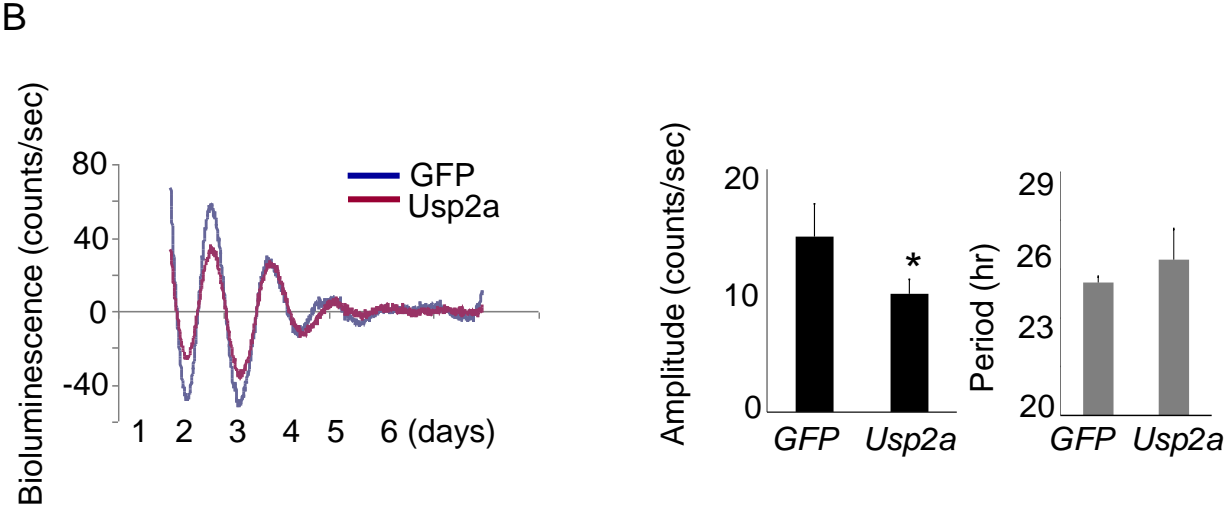 B
Bioluminescence (counts/sec)
80
40
0
-40
GFP
Usp2a
1 2 3 4 5 6 (days)
Amplitude (counts/sec)
20
10
0
*
GFP Usp2a
Period (hr)
29
26
23
20
GFP Usp2a